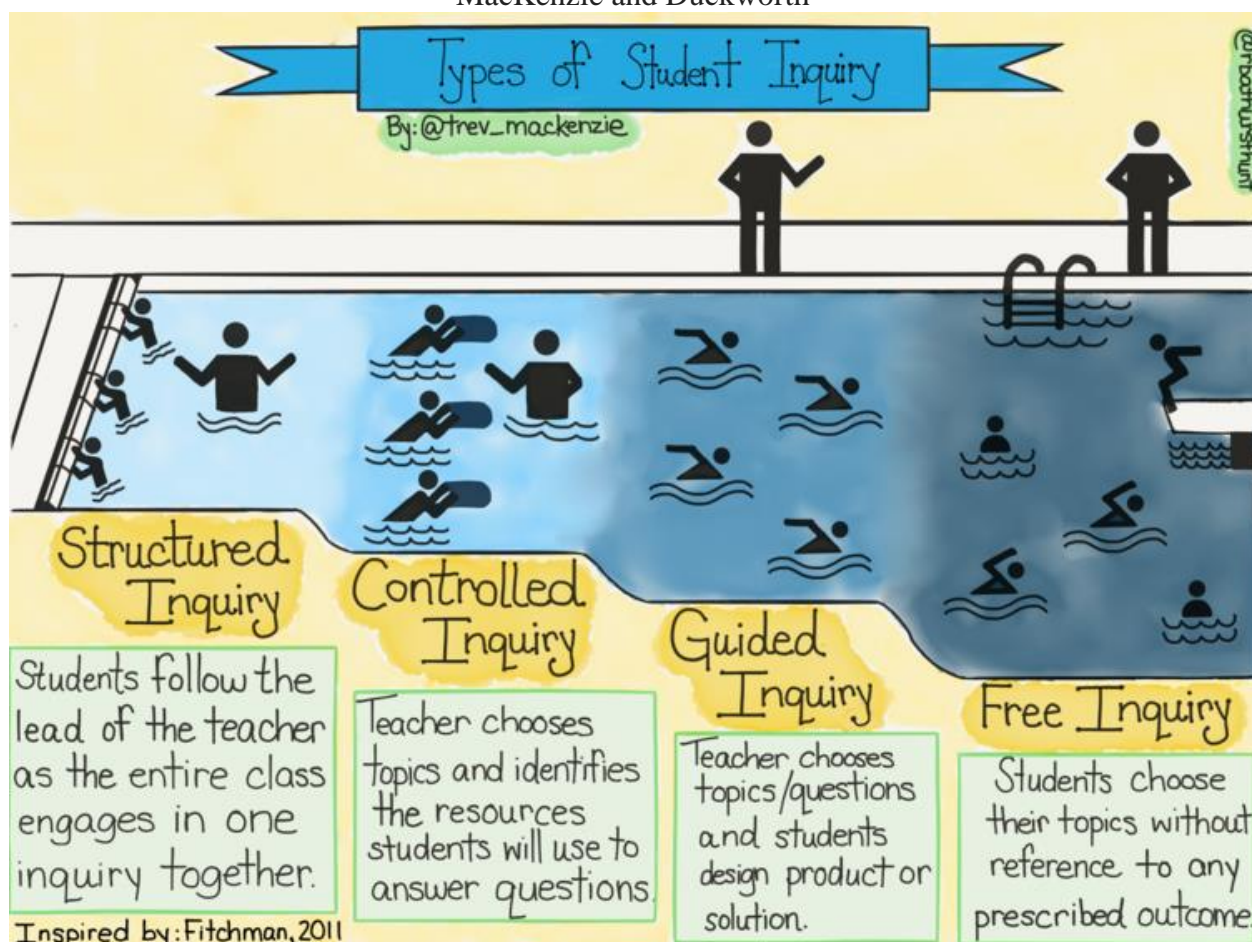 MacKenzie and Duckworth
Types of Student Inquiry
By: @trev_mackenzie
@rbathursthunt
Structured
Inquiry
Students follow the
lead of the teacher
as the entire class
engages in one
inquiry together.
Controlled
Inquiry
Teacher chooses
topics and identifies
the resources
students will use to
answer questions.
Guided
Inquiry
Teacher chooses
topics/questions
and students
design product or
solution.
Free Inquiry
Students choose
their topics without
reference to any
prescribed outcome
Inspired by: Fitchman, 2011